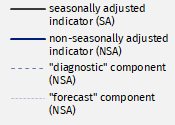 seasonally adjusted
indicator (SA)
non-seasonally adjusted
indicator (NSA)
"diagnostic" component
(NSA)
"forecast" component
(NSA)